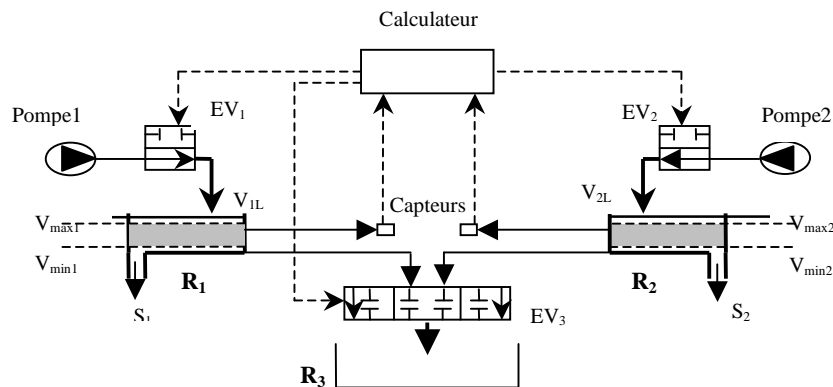 Calculateur
Pompe1
EV₁
EV₂
Pompe2
V₁L
Capteurs
V₂L
Vmax1
Vmax2
Vmin1
R₁
R₂
Vmin2
S₁
EV₃
S₂
R₃